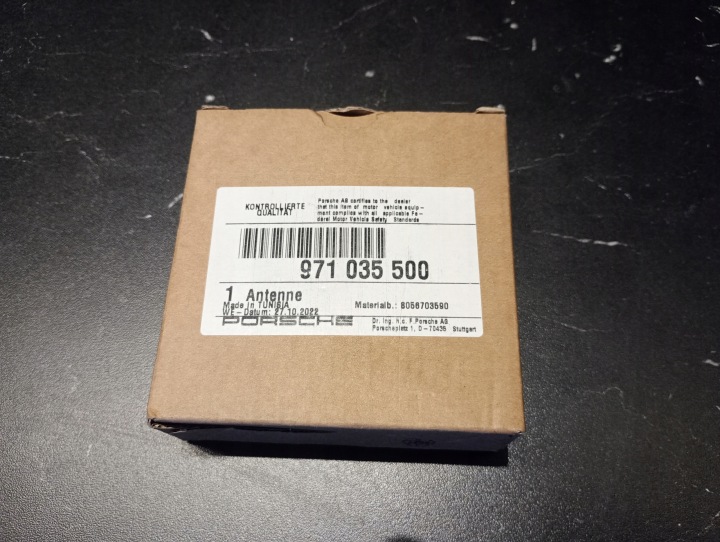 KONTROLLIERTE
QUALITÄT
Porsche AG certifies to the dealer
that this item of motor vehicle equip-
ment complies with all applicable Fe-
deral Motor Vehicle Safety Standards
971 035 500
1 Antenne
Made in TUNISIA
Materialb.: B056703590
WE-Datum: 27.10.2022
PORSCHE
Dr. Ing. h.c. F. Porsche AG
Porscheplatz 1, D-70435 Stuttgart